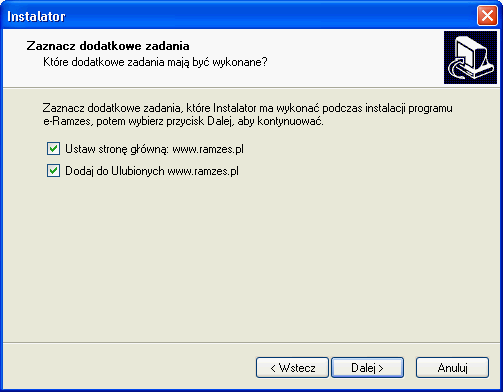 Instalator
Zaznacz dodatkowe zadania
Które dodatkowe zadania mają być wykonane?
Zaznacz dodatkowe zadania, które Instalator ma wykonać podczas instalacji programu
e-Ramzes, potem wybierz przycisk Dalej, aby kontynuować.
Ustaw stronę główną: www.ramzes.pl
Dodaj do Ulubionych www.ramzes.pl
< Wstecz Dalej > Anuluj